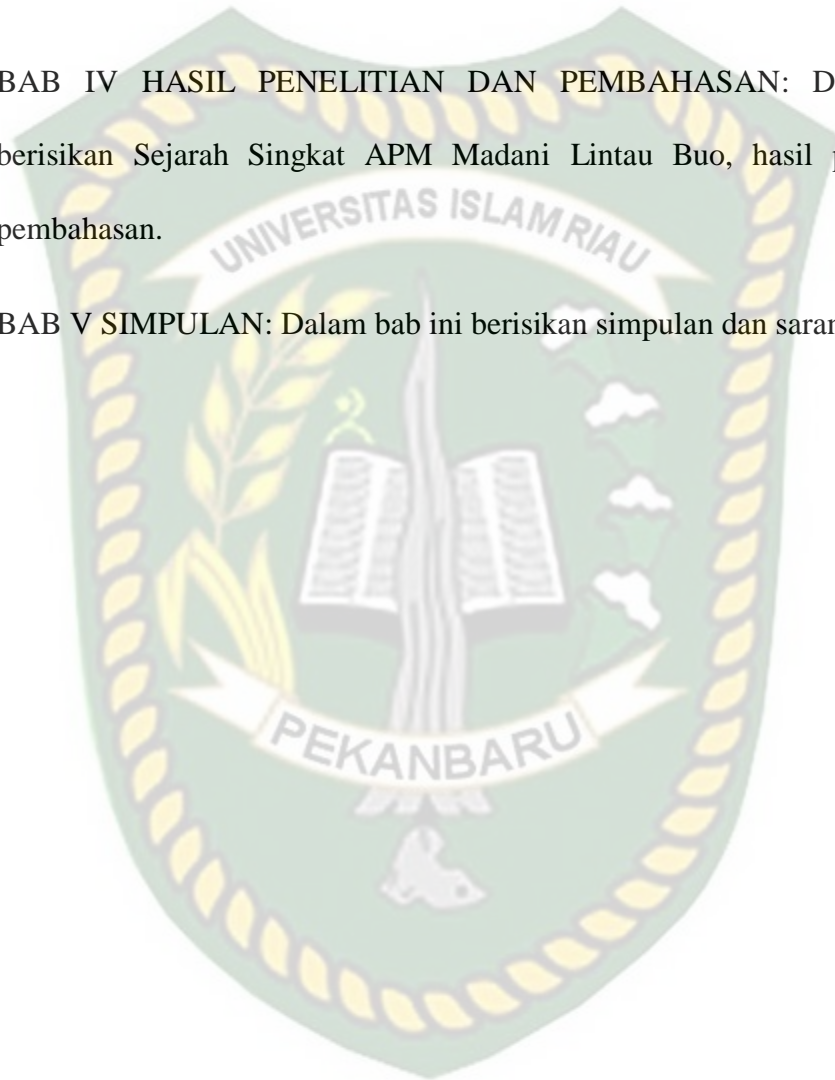 BAB IV HASIL PENELITIAN DAN PEMBAHASAN: D
berisikan Sejarah Singkat APM Madani Lintau Buo, hasil p
pembahasan.
UNIVERSITAS ISLAM RIAU
BAB V SIMPULAN: Dalam bab ini berisikan simpulan dan saran
PEKANBARU